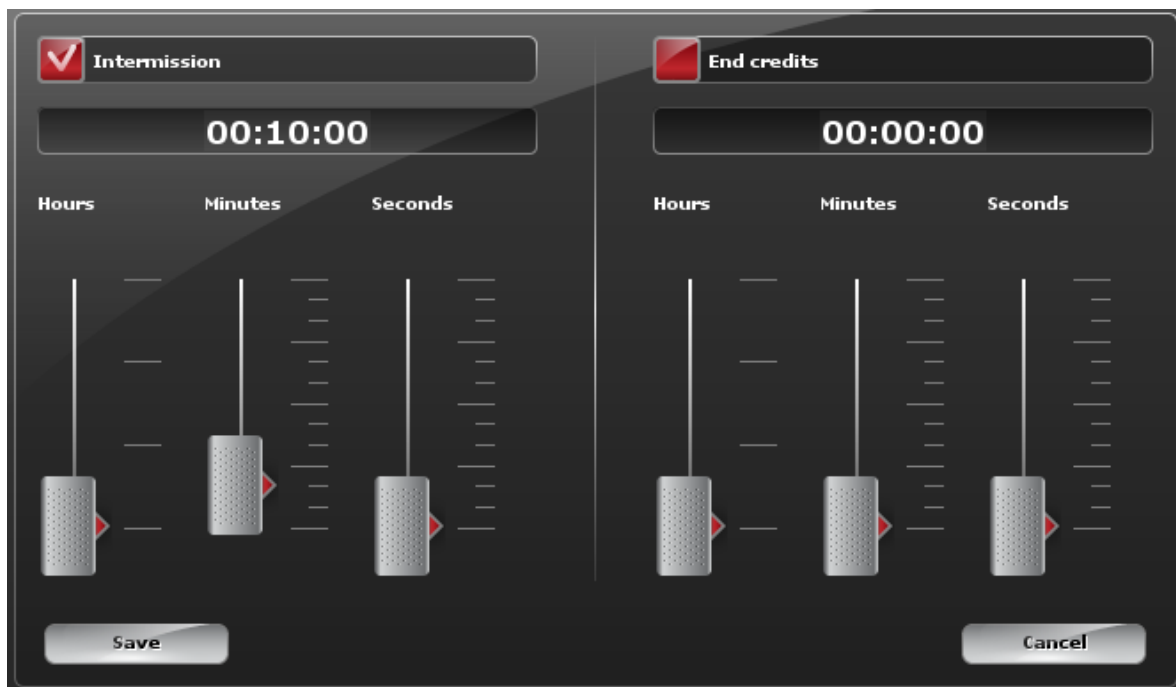 Intermission
00:10:00
Hours Minutes Seconds
End credits
00:00:00
Hours Minutes Seconds
Save
Cancel